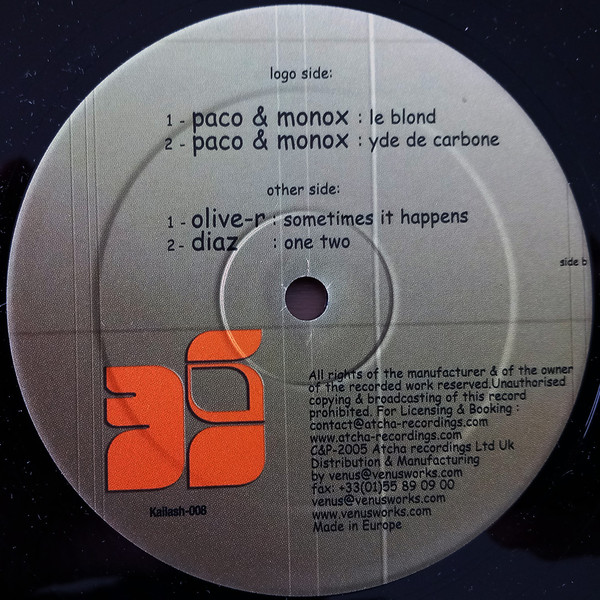 logo side:
1 - paco & monox : le blond
2 - paco & monox : yde de carbone
other side:
1 - olive-r : sometimes it happens
2 - diaz : one two
side b
All rights of the manufacturer & of the owner
of the recorded work reserved.Unauthorised
copying & broadcasting of this record
prohibited. For Licensing & Booking :
contact@atcha-recordings.com
www.atcha-recordings.com
C&P-2005 Atcha recordings Ltd Uk
Distribution & Manufacturing
by venus@venusworks.com
fax: +33(01)55 89 09 00
venus@venusworks.com
www.venusworks.com
Made in Europe
Kailash-008